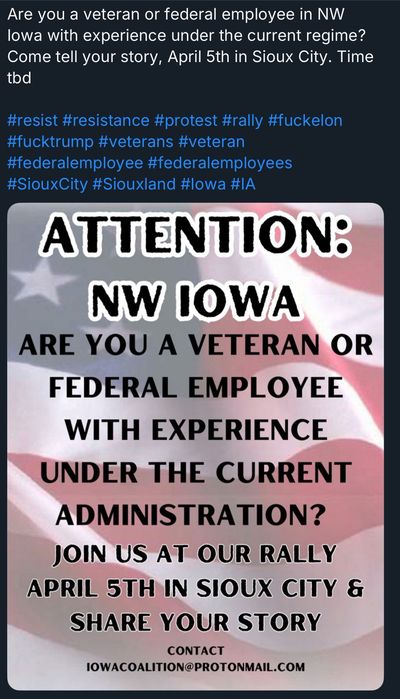 Are you a veteran or federal employee in NW
Iowa with experience under the current regime?
Come tell your story, April 5th in Sioux City. Time
tbd
#resist #resistance #protest #rally #fuckelon
#fucktrump #veterans #veteran
#federalemployee #federalemployees
#SiouxCity #Siouxland #Iowa #IA
ATTENTION:
NW IOWA
ARE YOU A VETERAN OR
FEDERAL EMPLOYEE
WITH EXPERIENCE
UNDER THE CURRENT
ADMINISTRATION?
JOIN US AT OUR RALLY
APRIL 5TH IN SIOUX CITY &
SHARE YOUR STORY
CONTACT
IOWACOALITION@PROTONMAIL.COM